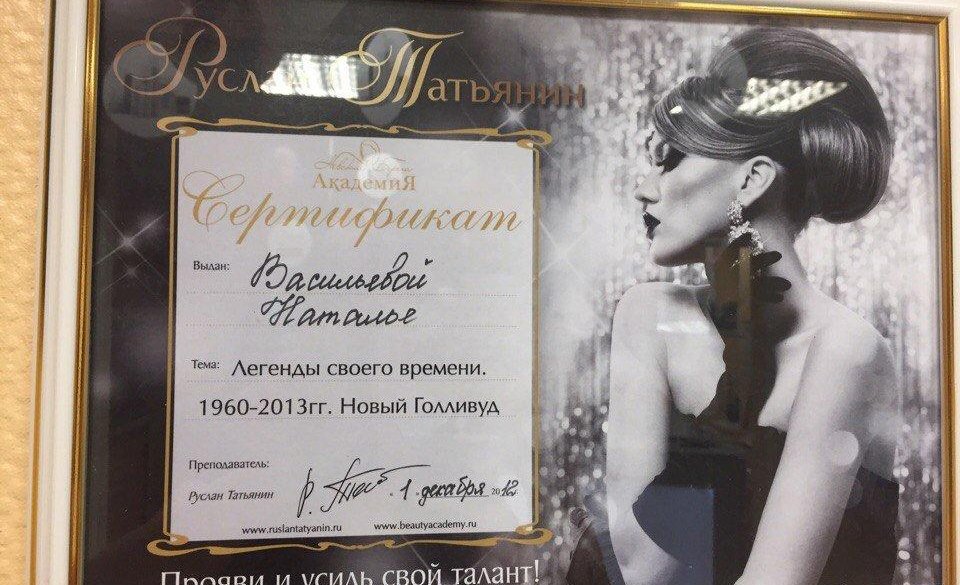 Руслан Татьянин
Академия
Сертификат
Выдан: Васильевой
Наталье
Тема: Легенды своего времени.
1960-2013гг. Новый Голливуд
Преподаватель:
Руслан Татьянин 1 декабря 2012
www.ruslantatyanin.ru www.beautyacademy.ru
Прояви и усиль свой талант!